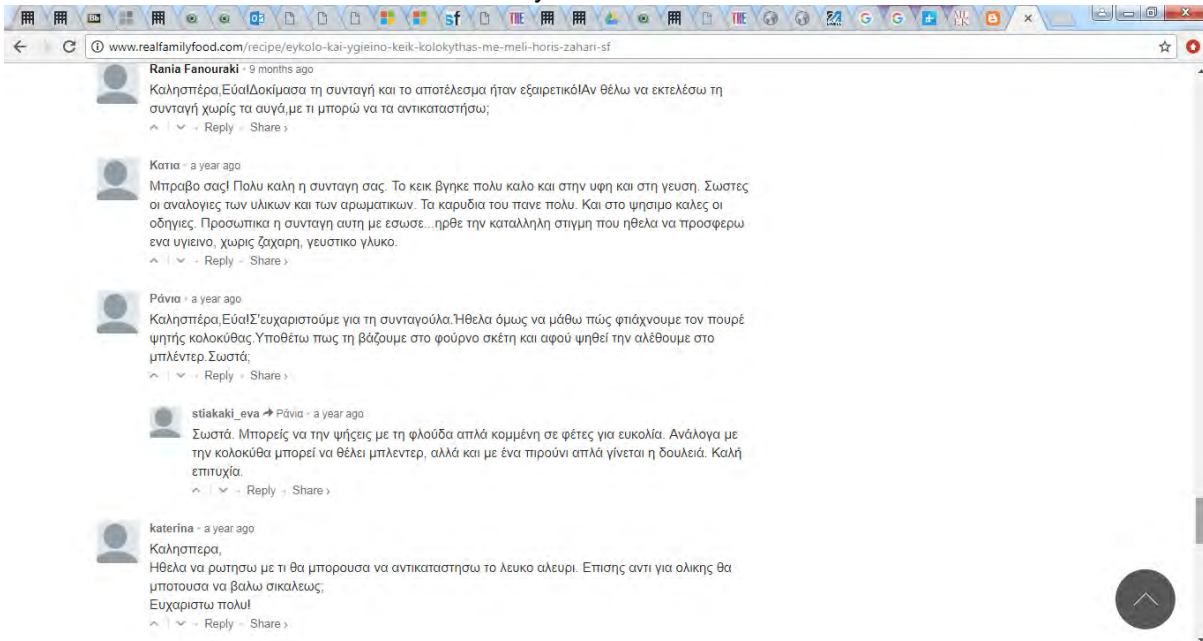 www.realfamilyfood.com/recipe/eykolo-kai-ygieino-keik-kolokythas-me-meli-horis-zahari-sf
Rania Fanouraki · 9 months ago
Καλησπέρα,Εύα!Δοκίμασα τη συνταγή και το αποτέλεσμα ήταν εξαιρετικό!Αν θέλω να εκτελέσω τη
συνταγή χωρίς τα αυγά,με τι μπορώ να τα αντικαταστήσω;
Reply · Share ›
Κατια · a year ago
Μπραβο σας! Πολυ καλη η συνταγη σας. Το κεικ βγηκε πολυ καλο και στην υφη και στη γευση. Σωστες
οι αναλογιες των υλικων και των αρωματικων. Τα καρυδια του πανε πολυ. Και στο ψησιμο καλες οι
οδηγιες. Προσωπικα η συνταγη αυτη με εσωσε...ηρθε την καταλληλη στιγμη που ηθελα να προσφερω
ενα υγιεινο, χωρις ζαχαρη, γευστικο γλυκο.
Reply · Share ›
Ράνια · a year ago
Καλησπέρα,Εύα!Σ'ευχαριστούμε για τη συνταγούλα.Ήθελα όμως να μάθω πώς φτιάχνουμε τον πουρέ
ψητής κολοκύθας.Υποθέτω πως τη βάζουμε στο φούρνο σκέτη και αφού ψηθεί την αλέθουμε στο
μπλέντερ.Σωστά;
Reply · Share ›
stiakaki_eva → Ράνια · a year ago
Σωστά. Μπορείς να την ψήσεις με τη φλούδα απλά κομμένη σε φέτες για ευκολία. Ανάλογα με
την κολοκύθα μπορεί να θέλει μπλεντερ, αλλά και με ένα πιρούνι απλά γίνεται η δουλειά. Καλή
επιτυχία.
Reply · Share ›
katerina · a year ago
Καλησπερα,
Ηθελα να ρωτησω με τι θα μπορουσα να αντικαταστησω το λευκο αλευρι. Επισης αντι για ολικης θα
μποτουσα να βαλω σικαλεως;
Ευχαριστω πολυ!
Reply · Share ›